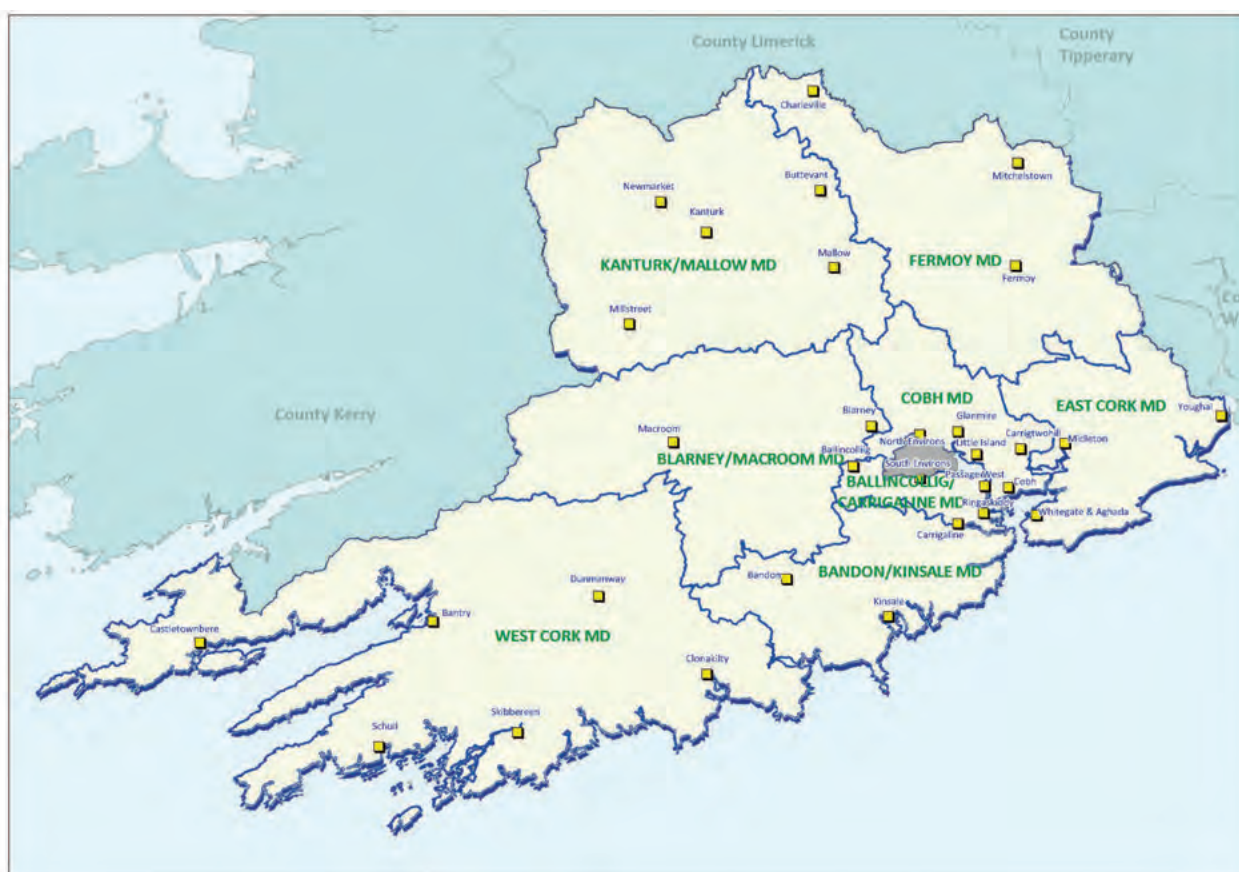 County Limerick
County
Tipperary
Charleville
Mitchelstown
Buttevant
Newmarket
Kanturk
Mallow
KANTURK/MALLOW MD
FERMOY MD
Fermoy
Millstreet
Co
W
COBH MD
EAST CORK MD
Youghal
County Kerry
Blarney
Glanmire
Macroom
North Environs
Carrigtwohill
Midleton
Little Island
Ballincollig
BLARNEY/MACROOM MD
South Environs
Passage West
Cobh
BALLINCOLLIG/
CARRIGALINE MD
Ringaskiddy
Whitegate & Aghada
Carrigaline
BANDON/KINSALE MD
Bandon
Dunmanway
Kinsale
Bantry
WEST CORK MD
Castletownbere
Clonakilty
Skibbereen
Schull